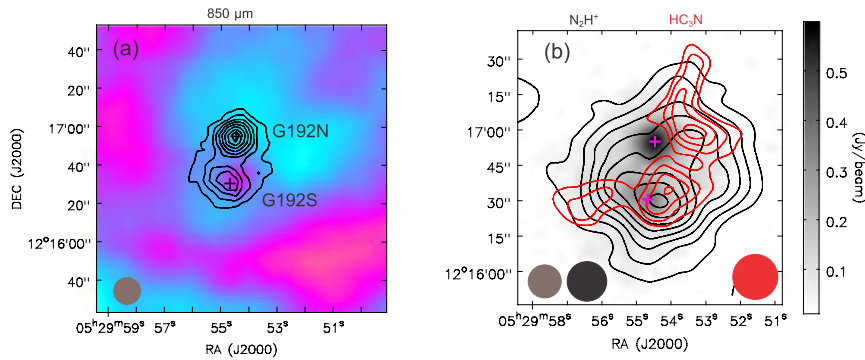 850 μm
(a)
40''
20''
17'00''
40''
20''
12°16'00''
40''
DEC (J2000)
G192N
G192S
05ʰ29ᵐ59ˢ 57ˢ 55ˢ 53ˢ 51ˢ
RA (J2000)
N₂H⁺ HC₃N
(b)
30''
15''
17'00''
45''
30''
15''
12°16'00''
05ʰ29ᵐ58ˢ 56ˢ 55ˢ 54ˢ 53ˢ 52ˢ 51ˢ
RA (J2000)
0.5
0.4
0.3
0.2
0.1
(Jy/beam)